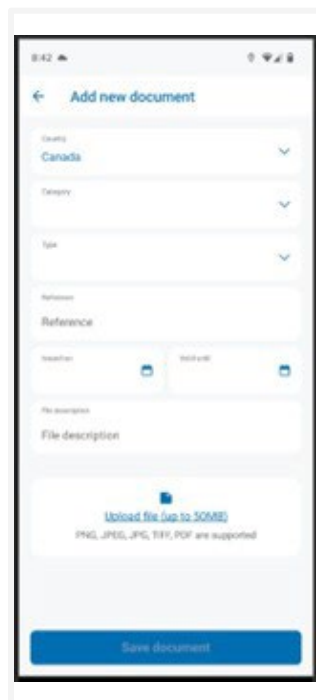 8:42
Add new document
Country
Canada
Category
Type
Reference
Reference
Issued on
Valid until
File description
File description
Upload file (up to 50MB)
PNG, JPEG, JPG, TIFF, PDF are supported
Save document